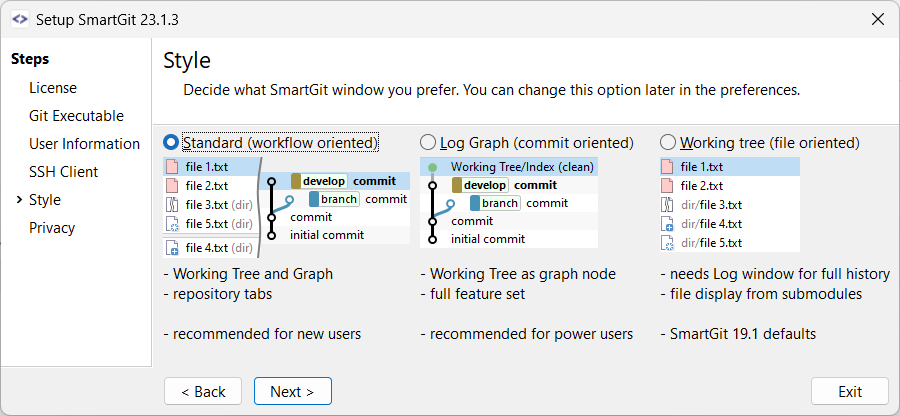 Setup SmartGit 23.1.3
Steps
License
Git Executable
User Information
SSH Client
Style
Privacy
Style
Decide what SmartGit window you prefer. You can change this option later in the preferences.
Standard (workflow oriented)
file 1.txt
file 2.txt
file 3.txt (dir)
file 5.txt (dir)
file 4.txt (dir)
develop commit
branch commit
commit
initial commit
- Working Tree and Graph
- repository tabs
- recommended for new users
Log Graph (commit oriented)
Working Tree/Index (clean)
develop commit
branch commit
commit
initial commit
- Working Tree as graph node
- full feature set
- recommended for power users
Working tree (file oriented)
file 1.txt
file 2.txt
dir/file 3.txt
dir/file 5.txt
dir/file 4.txt
- needs Log window for full history
- file display from submodules
- SmartGit 19.1 defaults
< Back
Next >
Exit